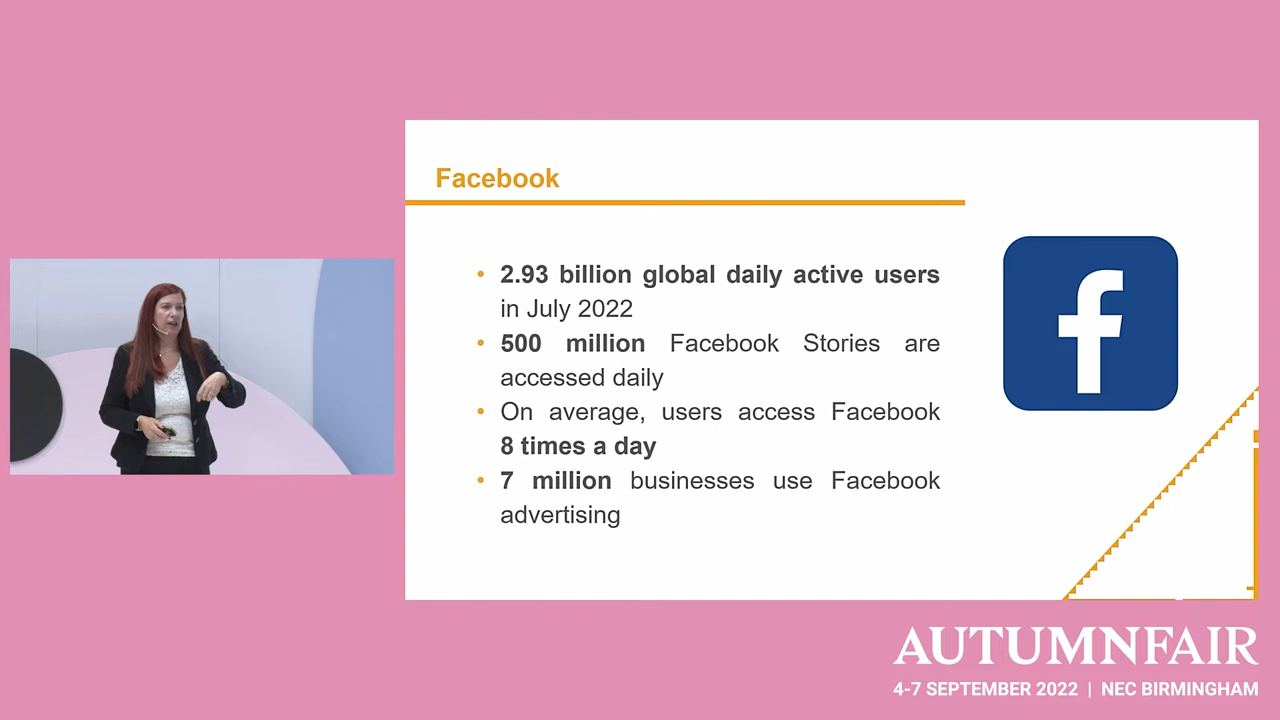 Facebook
• 2.93 billion global daily active users
in July 2022
• 500 million Facebook Stories are
accessed daily
• On average, users access Facebook
8 times a day
• 7 million businesses use Facebook
advertising
f
AUTUMNFAIR
4-7 SEPTEMBER 2022 | NEC BIRMINGHAM